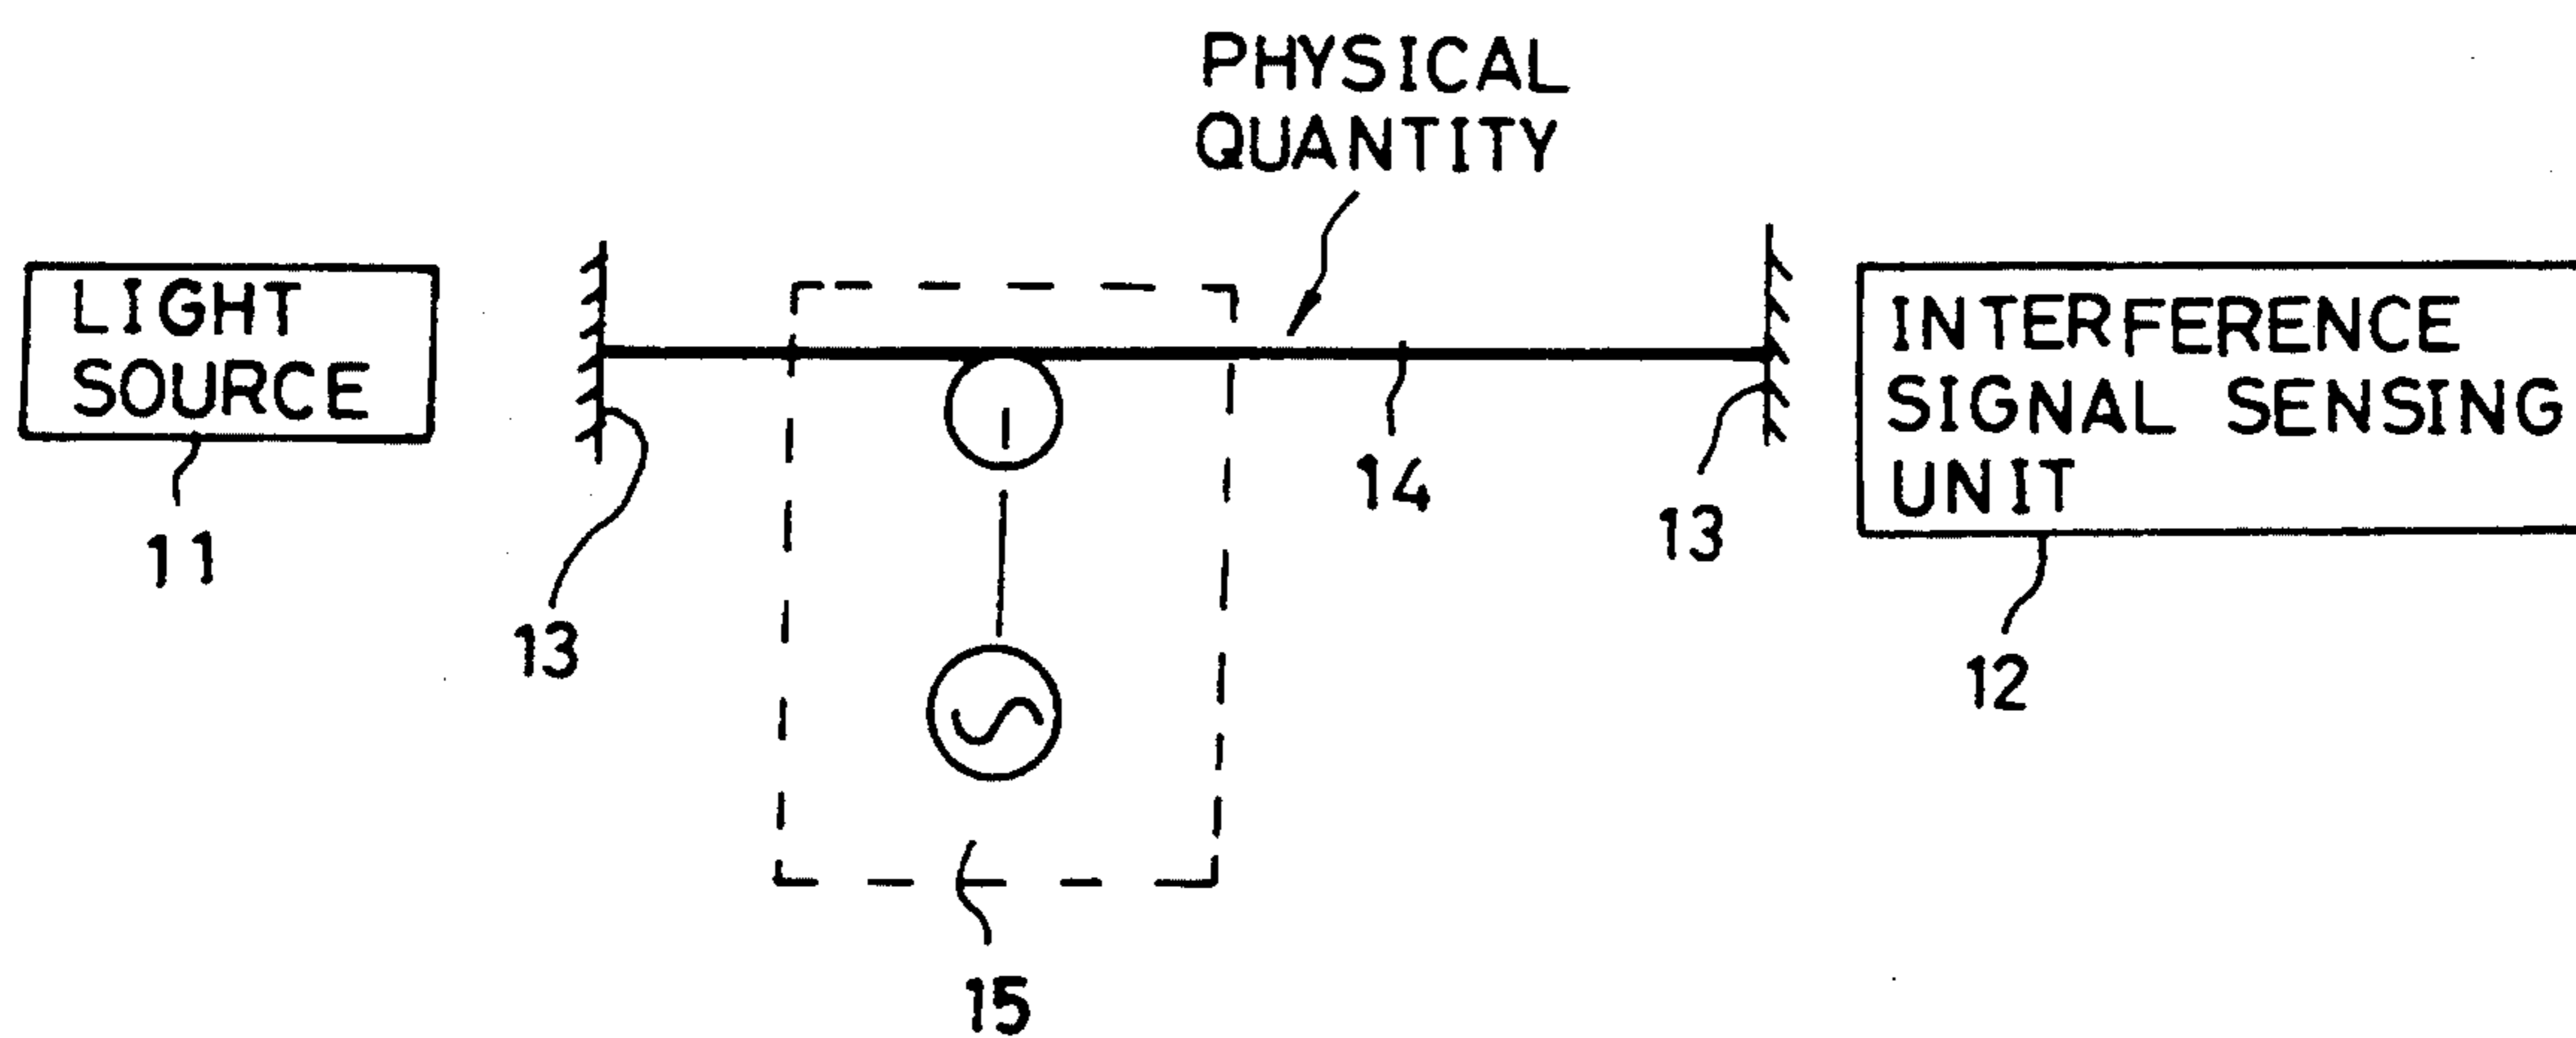 PHYSICAL
QUANTITY
LIGHT
SOURCE
INTERFERENCE
SIGNAL SENSING
UNIT
11
13
14
13
12
15